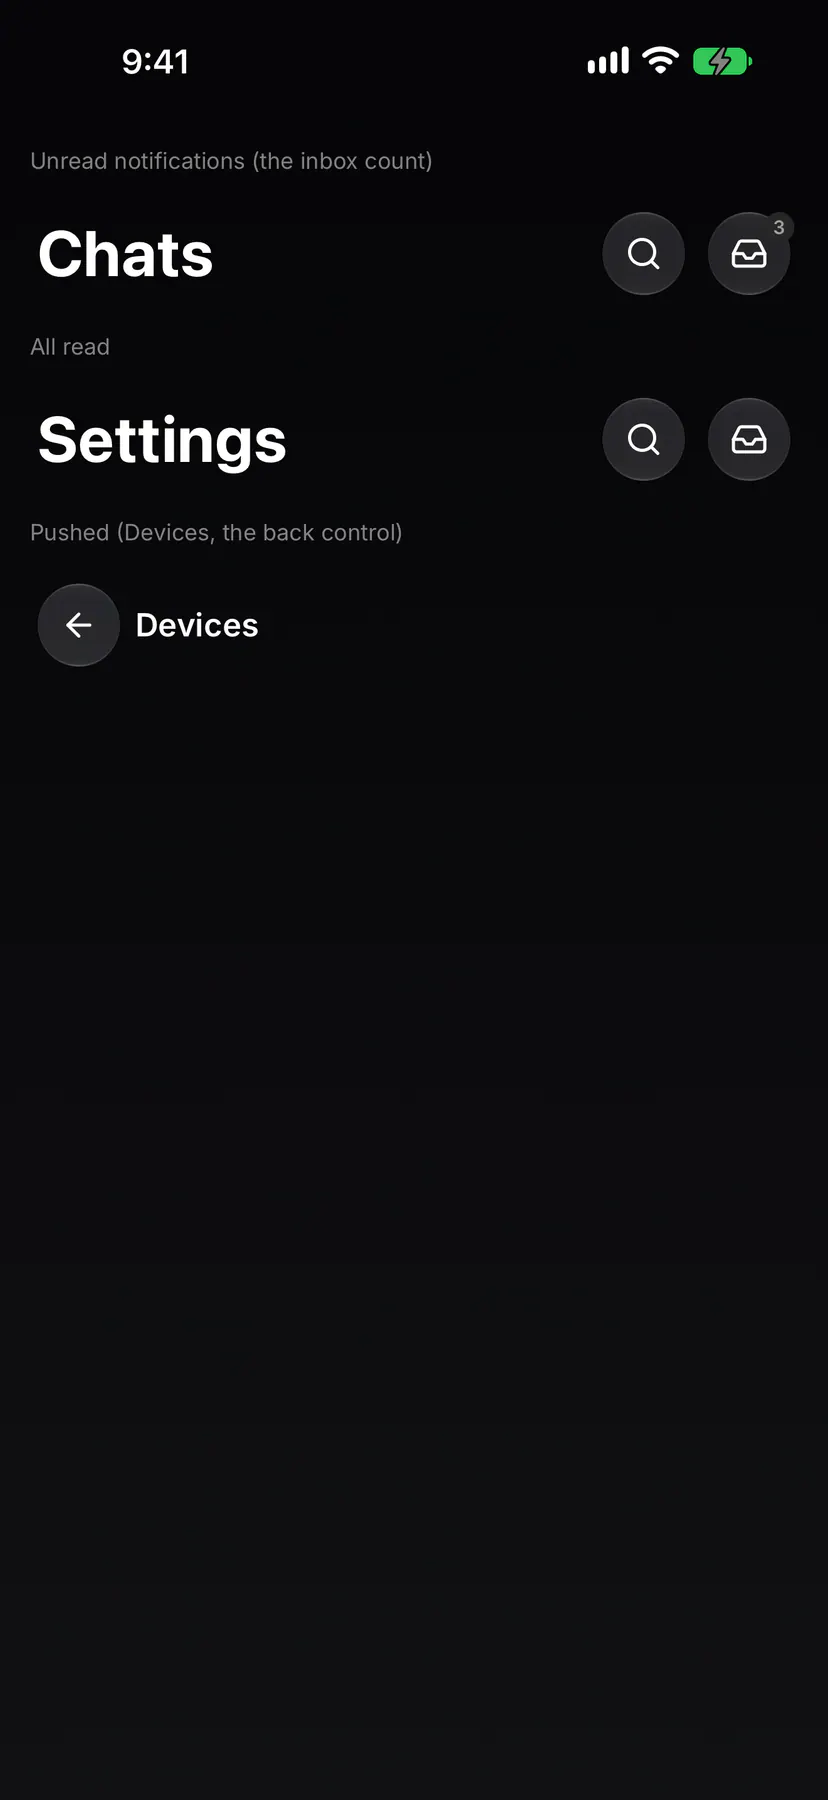 9:41
Unread notifications (the inbox count)
Chats
3
All read
Settings
Pushed (Devices, the back control)
Devices